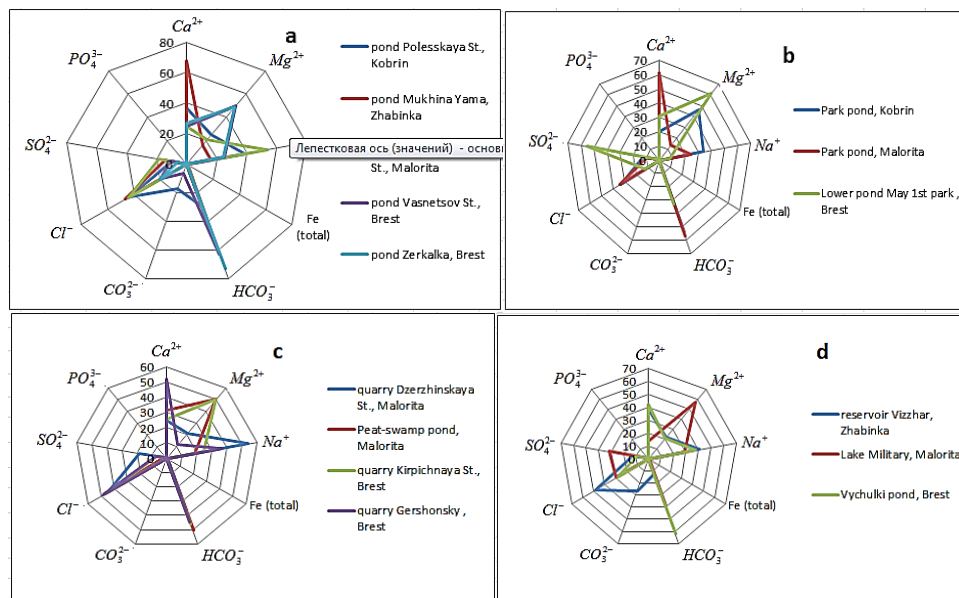 a
Ca²⁺
Mg²⁺
Fe
(total)
HCO₃⁻
CO₃²⁻
Cl⁻
SO₄²⁻
PO₄³⁻
80
60
40
20
0
pond Polesskaya St.,
Kobrin
pond Mukhina Yama,
Zhabinka
Лепестковая ось (значений) - основн
St., Malorita
pond Vasnetsov St.,
Brest
pond Zerkalka, Brest
b
Ca²⁺
Mg²⁺
Na⁺
Fe (total)
HCO₃⁻
CO₃²⁻
Cl⁻
SO₄²⁻
PO₄³⁻
70
60
50
40
30
20
10
0
Park pond, Kobrin
Park pond, Malorita
Lower pond May 1st park ,
Brest
c
Ca²⁺
Mg²⁺
Na⁺
Fe (total)
HCO₃⁻
CO₃²⁻
Cl⁻
SO₄²⁻
PO₄³⁻
60
50
40
30
20
10
0
quarry Dzerzhinskaya
St., Malorita
Peat-swamp pond,
Malorita
quarry Kirpichnaya St.,
Brest
quarry Gershonsky ,
Brest
d
Ca²⁺
Mg²⁺
Na⁺
Fe (total)
HCO₃⁻
CO₃²⁻
Cl⁻
SO₄²⁻
PO₄³⁻
70
60
50
40
30
20
10
0
reservoir Vizzhar,
Zhabinka
Lake Military, Malorita
Vychulki pond, Brest